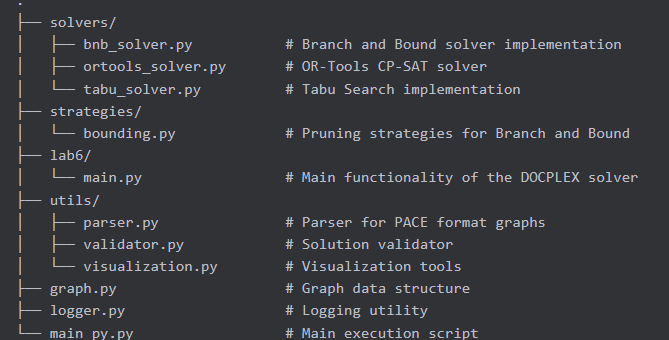 .
├── solvers/
│   ├── bnb_solver.py           # Branch and Bound solver implementation
│   ├── ortools_solver.py       # OR-Tools CP-SAT solver
│   └── tabu_solver.py          # Tabu Search implementation
├── strategies/
│   └── bounding.py             # Pruning strategies for Branch and Bound
├── lab6/
│   └── main.py                 # Main functionality of the DOCPLEX solver
├── utils/
│   ├── parser.py               # Parser for PACE format graphs
│   ├── validator.py            # Solution validator
│   └── visualization.py        # Visualization tools
├── graph.py                    # Graph data structure
├── logger.py                   # Logging utility
└── main py.py                  # Main execution script